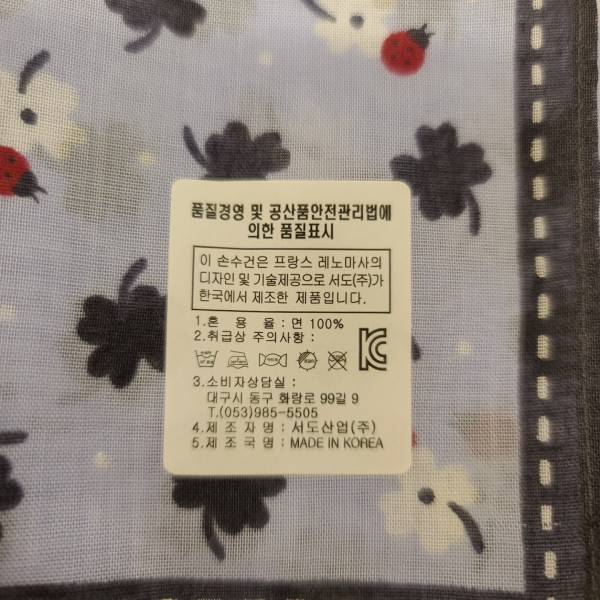 품질경영 및 공산품안전관리법에
의한 품질표시
이 손수건은 프랑스 레노마사의
디자인 및 기술제공으로 서도(주)가
한국에서 제조한 제품입니다.
1.혼 용 율 : 면 100%
2.취급상 주의사항 :
3.소비자상담실 :
대구시 동구 화랑로 99길 9
T.(053)985-5505
4.제 조 자 명 : 서도산업(주)
5.제 조 국 명 : MADE IN KOREA